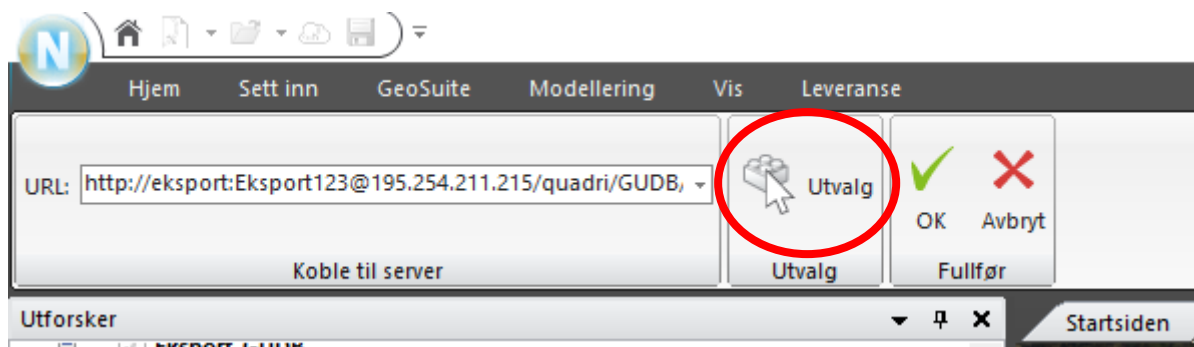 N
Hjem Sett inn GeoSuite Modellering Vis Leveranse
URL: http://eksport:Eksport123@195.254.211.215/quadri/GUDB/ Utvalg
OK Avbryt
Koble til server Utvalg Fullfør
Utforsker Startsiden